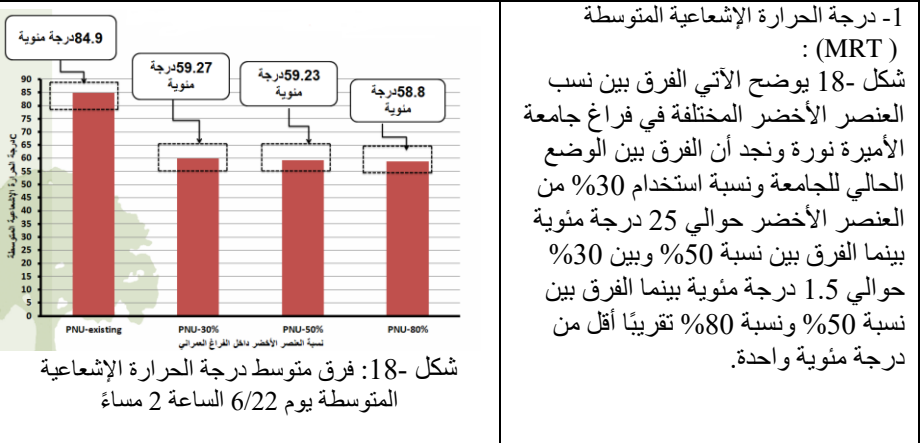 1- درجة الحرارة الإشعاعية المتوسطة
( MRT) :
شكل -18 يوضح الآتي الفرق بين نسب
العنصر الأخضر المختلفة في فراغ جامعة
الأميرة نورة ونجد أن الفرق بين الوضع
الحالي للجامعة ونسبة استخدام 30% من
العنصر الأخضر حوالي 25 درجة مئوية
بينما الفرق بين نسبة 50% وبين 30%
حوالي 1.5 درجة مئوية بينما الفرق بين
نسبة 50% ونسبة 80% تقريبًا أقل من
درجة مئوية واحدة.
84.9درجة مئوية
59.27درجة
مئوية
59.23درجة
مئوية
58.8درجة
مئوية
درجة الحرارة الإشعاعية المتوسطة C°
90
85
80
75
70
65
60
55
50
45
40
35
30
25
20
15
10
5
0
PNU-existing PNU-30% PNU-50% PNU-80%
نسبة العنصر الأخضر داخل الفراغ العمراني
شكل -18: فرق متوسط درجة الحرارة الإشعاعية
المتوسطة يوم 6/22 الساعة 2 مساءً